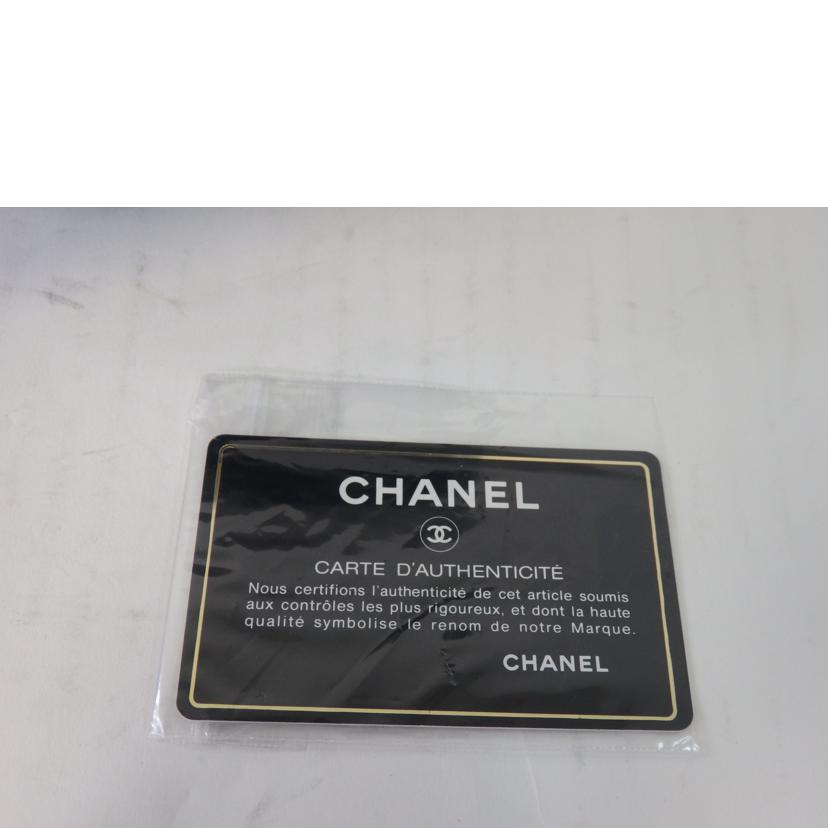 CHANEL
CARTE D'AUTHENTICITÉ
Nous certifions l'authenticité de cet article soumis
aux contrôles les plus rigoureux, et dont la haute
qualité symbolise le renom de notre Marque.
CHANEL